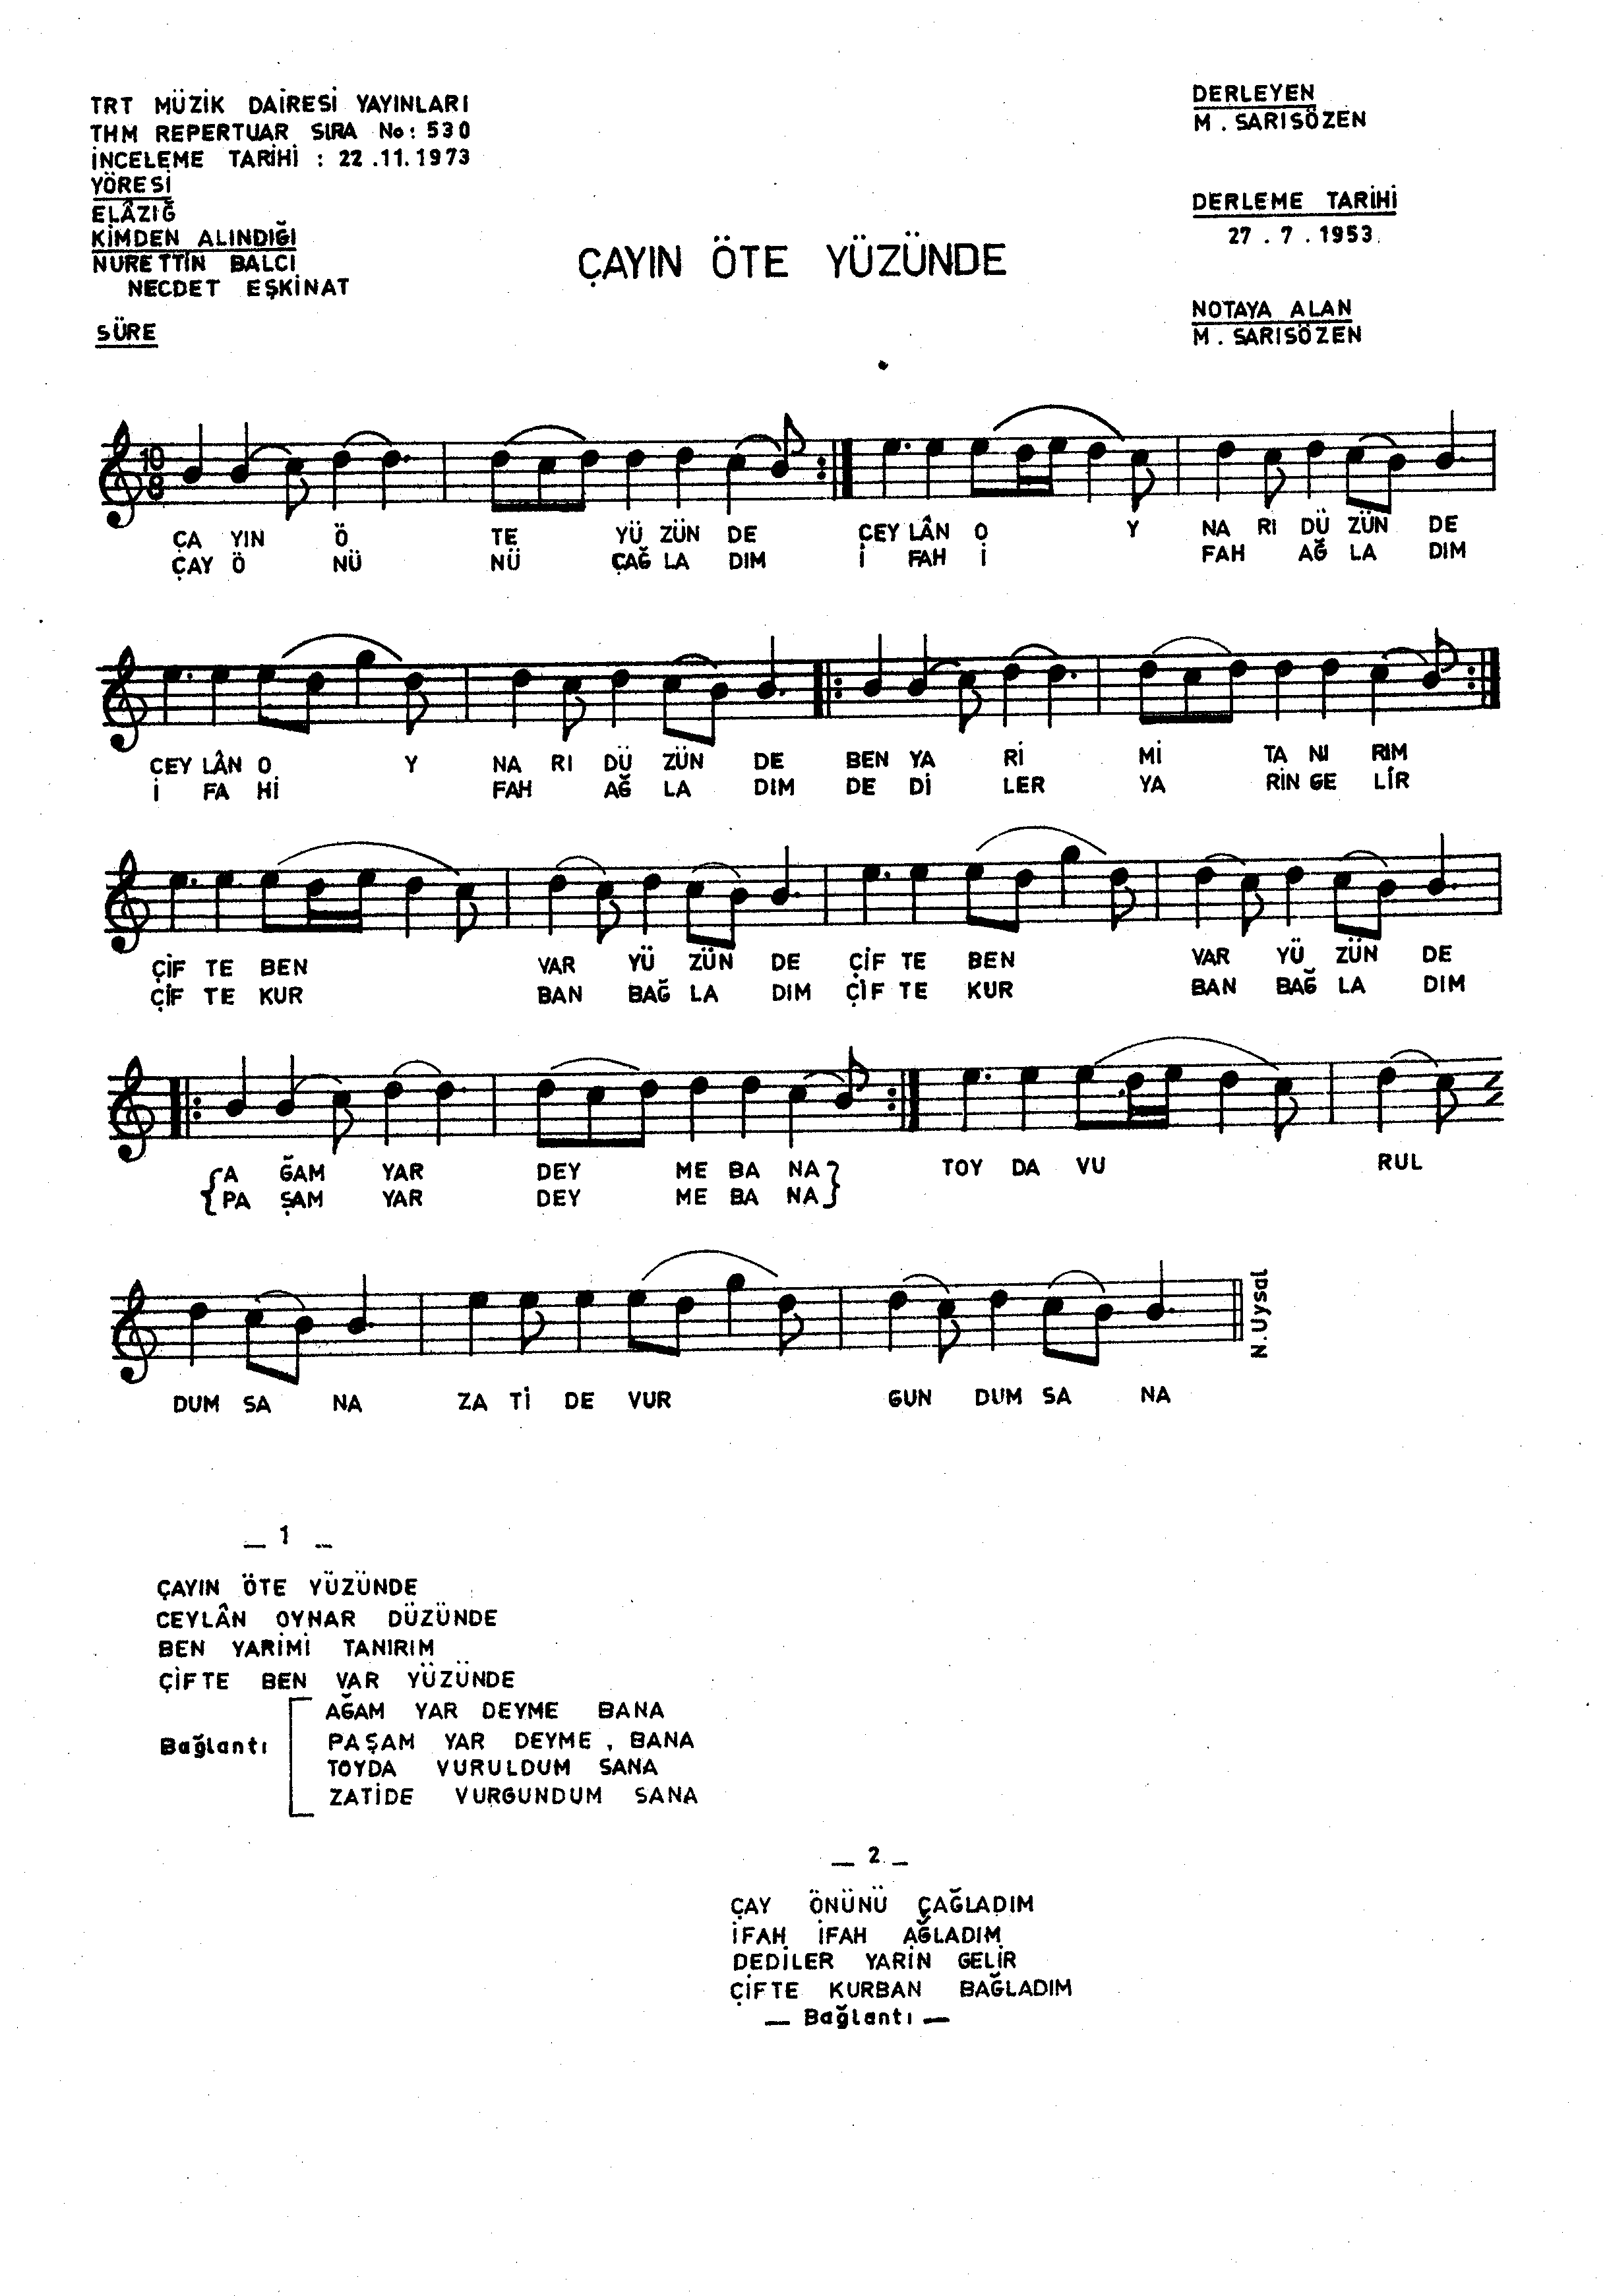 TRT MÜZİK DAİRESİ YAYINLARI
THM REPERTUAR SIRA No: 530
İNCELEME TARİHİ : 22.11.1973
YÖRESİ
ELÂZIĞ
KİMDEN ALINDIĞI
NURETTİN BALCI
NECDET EŞKİNAT
SÜRE
ÇAYIN ÖTE YÜZÜNDE
DERLEYEN
M. SARISÖZEN
DERLEME TARİHİ
27.7.1953
NOTAYA ALAN
M. SARISÖZEN
10
8
ÇA YIN Ö TE YÜ ZÜN DE CEY LÂN O Y NA RI DÜ ZÜN DE
ÇAY Ö NÜ NÜ ÇAĞ LA DIM İ FAH İ FAH AĞ LA DIM
CEY LÂN O Y NA RI DÜ ZÜN DE BEN YA Rİ Mİ TA NI RIM
İ FA Hİ FAH AĞ LA DIM DE Dİ LER YA RİN GE LİR
ÇİF TE BEN VAR YÜ ZÜN DE ÇİF TE BEN VAR YÜ ZÜN DE
ÇİF TE KUR BAN BAĞ LA DIM ÇİF TE KUR BAN BAĞ LA DIM
{A ĞAM YAR DEY ME BA NA} TOY DA VU RUL
{PA ŞAM YAR DEY ME BA NA}
DUM SA NA ZA Tİ DE VUR GUN DUM SA NA
N.Uysal
— 1 —
ÇAYIN ÖTE YÜZÜNDE
CEYLÂN OYNAR DÜZÜNDE
BEN YARİMİ TANIRIM
ÇİFTE BEN VAR YÜZÜNDE
Bağlantı
AĞAM YAR DEYME BANA
PAŞAM YAR DEYME, BANA
TOYDA VURULDUM SANA
ZATİDE VURGUNDUM SANA
— 2 —
ÇAY ÖNÜNÜ ÇAĞLADIM
İFAH İFAH AĞLADIM
DEDİLER YARİN GELİR
ÇİFTE KURBAN BAĞLADIM
— Bağlantı —